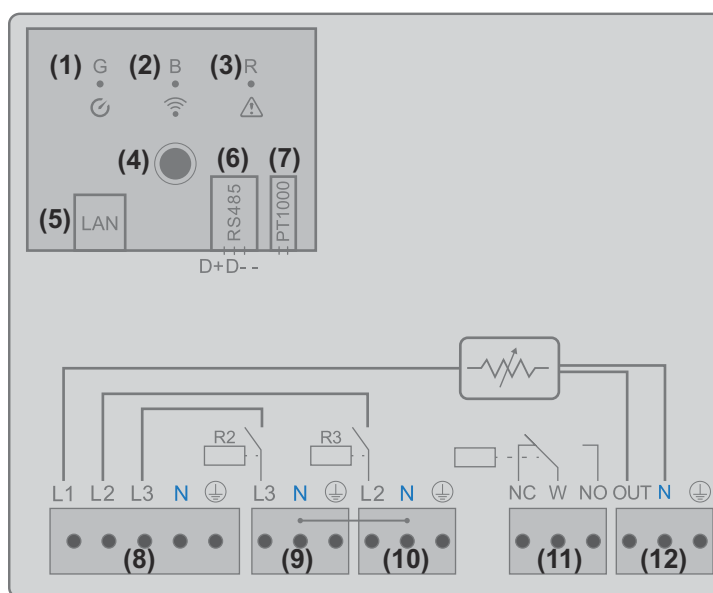 (1) G (2) B (3) R
(4) (6) (7)
(5) LAN RS485 PT1000
D+D- -
R2 R3
L1 L2 L3 N L3 N L2 N NC W NO OUT N
(8) (9) (10) (11) (12)